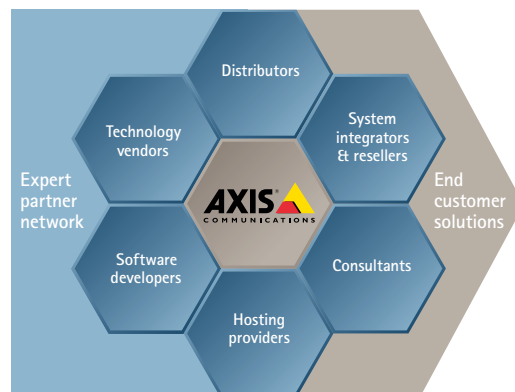 Distributors
Technology
vendors
System
integrators
& resellers
Expert
partner
network
AXIS
COMMUNICATIONS
End
customer
solutions
Software
developers
Consultants
Hosting
providers